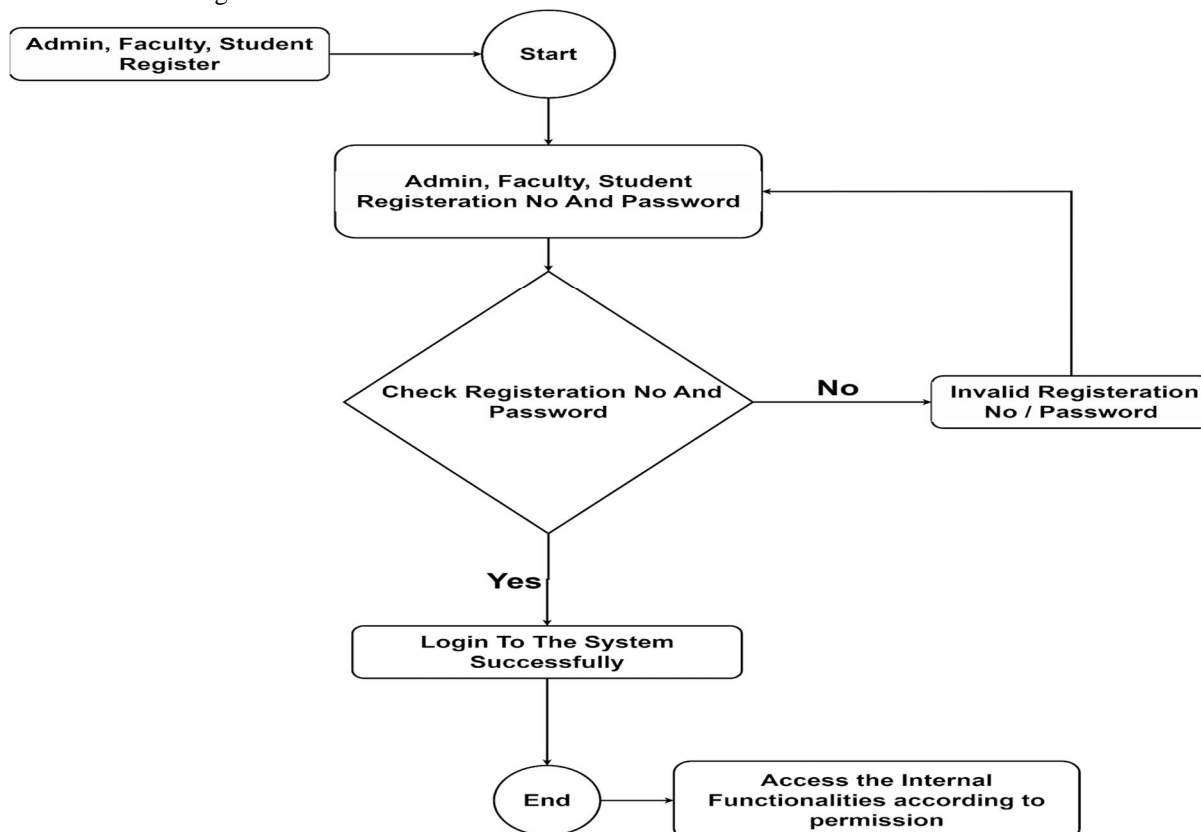 Admin, Faculty, Student
Register
Start
Admin, Faculty, Student
Registeration No And Password
Check Registeration No And
Password
No
Invalid Registeration
No / Password
Yes
Login To The System
Successfully
End
Access the Internal
Functionalities according to
permission